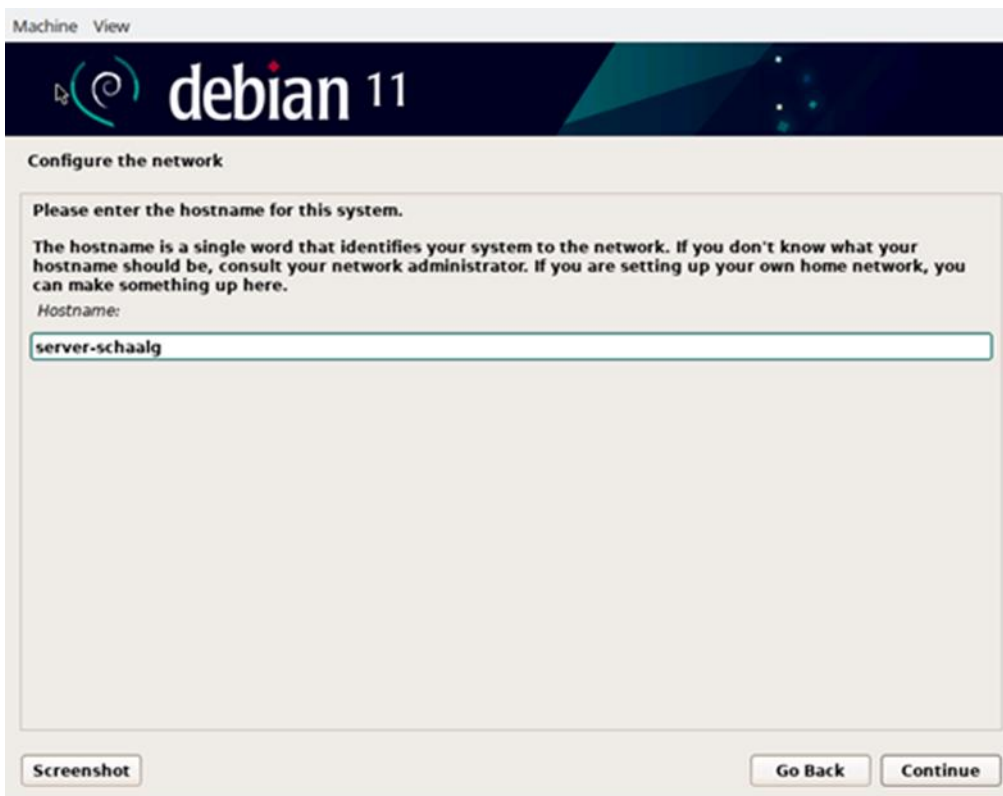 Machine View
debian 11
Configure the network
Please enter the hostname for this system.
The hostname is a single word that identifies your system to the network. If you don't know what your
hostname should be, consult your network administrator. If you are setting up your own home network, you
can make something up here.
Hostname:
server-schaalg
Screenshot
Go Back
Continue